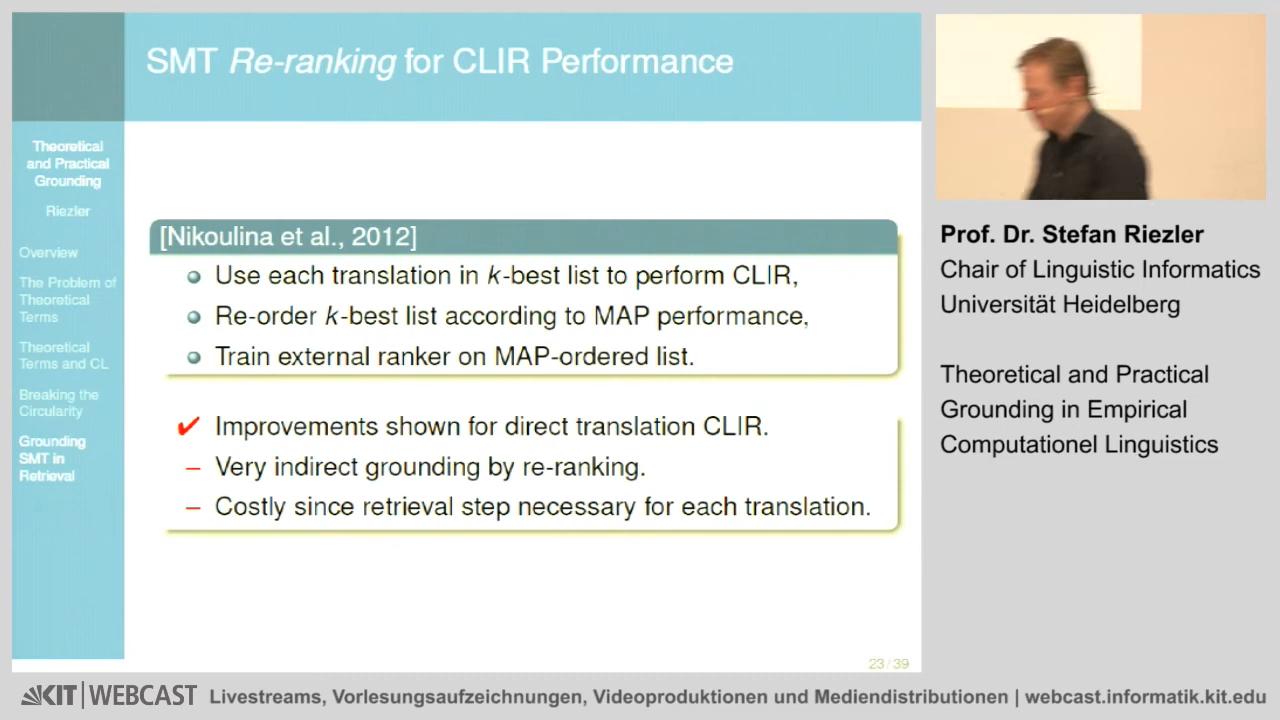 SMT Re-ranking for CLIR Performance
Theoretical
and Practical
Grounding
Riezler
Overview
The Problem of
Theoretical
Terms
Theoretical
Terms and CL
Breaking the
Circularity
Grounding
SMT in
Retrieval
[Nikoulina et al., 2012]
Use each translation in k-best list to perform CLIR,
Re-order k-best list according to MAP performance,
Train external ranker on MAP-ordered list.
✔ Improvements shown for direct translation CLIR.
– Very indirect grounding by re-ranking.
– Costly since retrieval step necessary for each translation.
23 / 39
Prof. Dr. Stefan Riezler
Chair of Linguistic Informatics
Universität Heidelberg
Theoretical and Practical
Grounding in Empirical
Computationel Linguistics
KIT | WEBCAST Livestreams, Vorlesungsaufzeichnungen, Videoproduktionen und Mediendistributionen | webcast.informatik.kit.edu